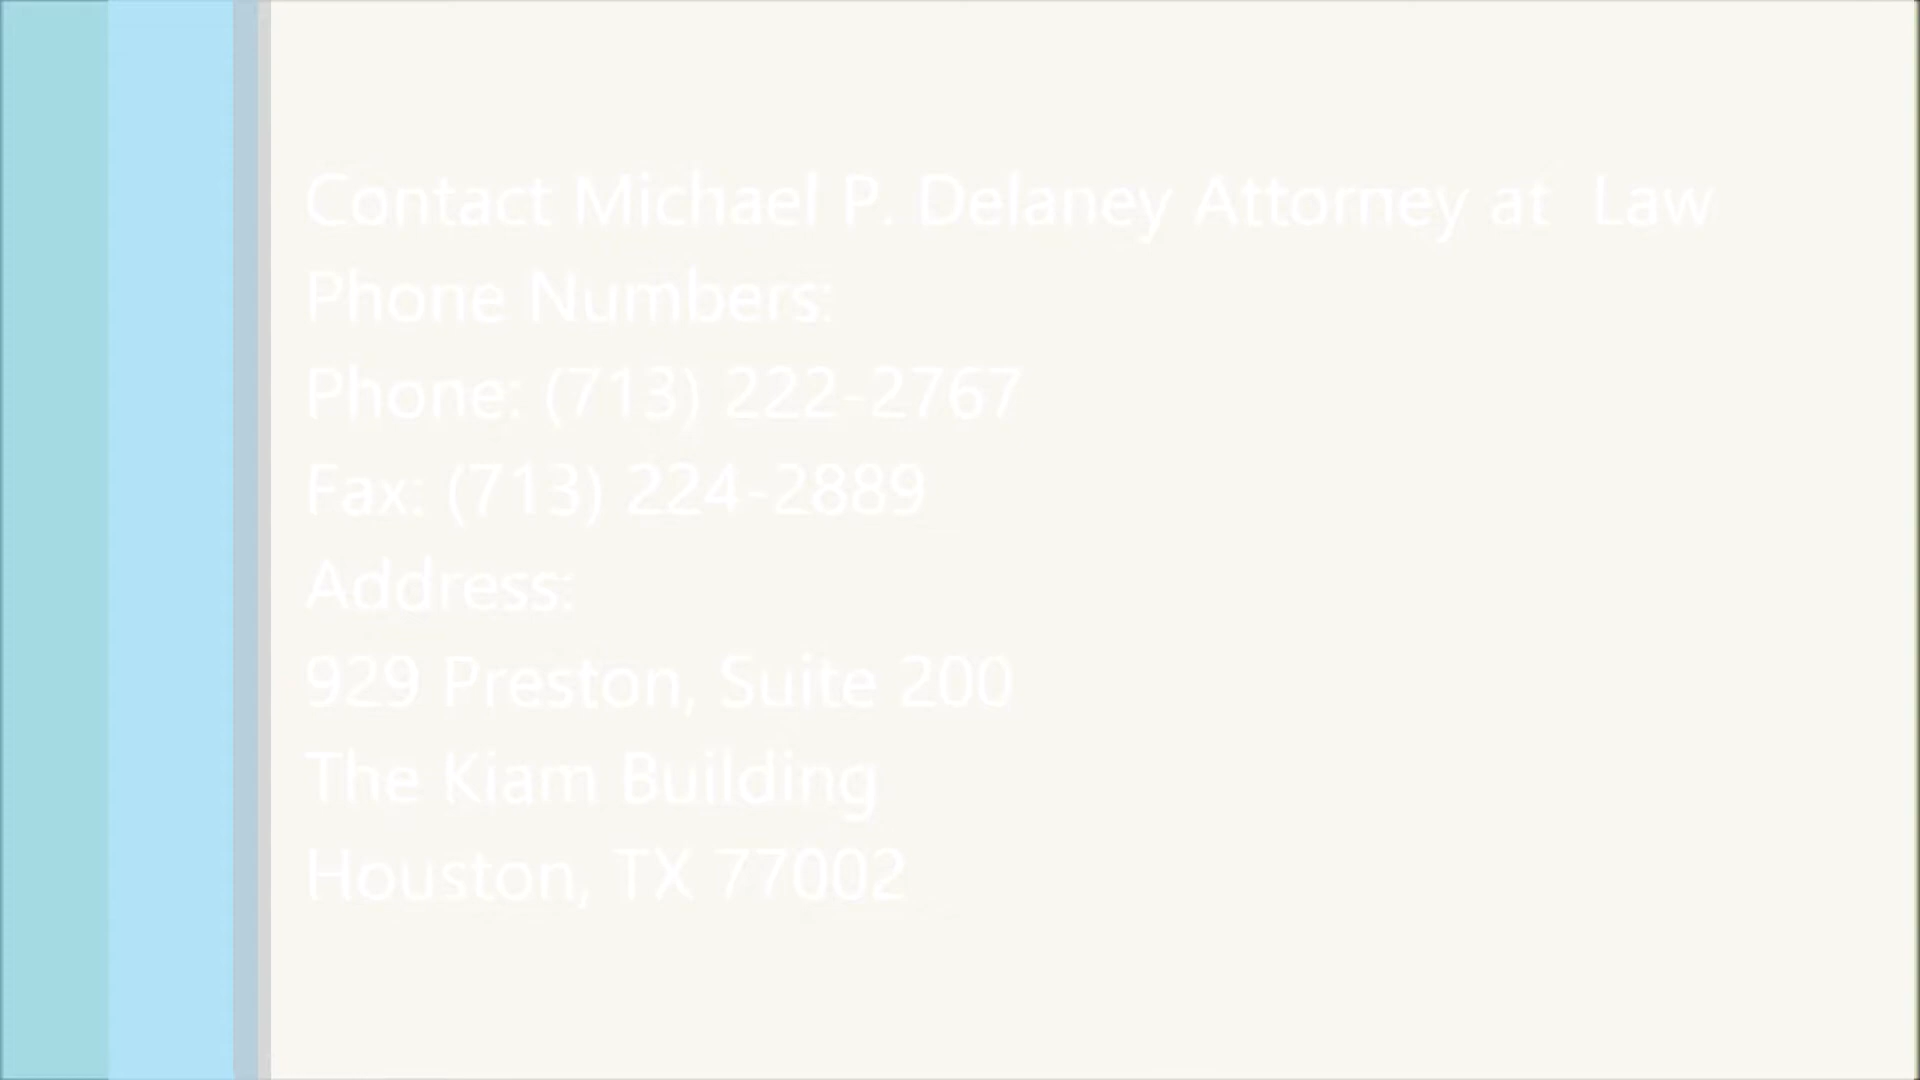 Contact Michael P. Delaney Attorney at Law
Phone Numbers:
Phone: (713) 222-2767
Fax: (713) 224-2889
Address:
929 Preston, Suite 200
The Kiam Building
Houston, TX 77002